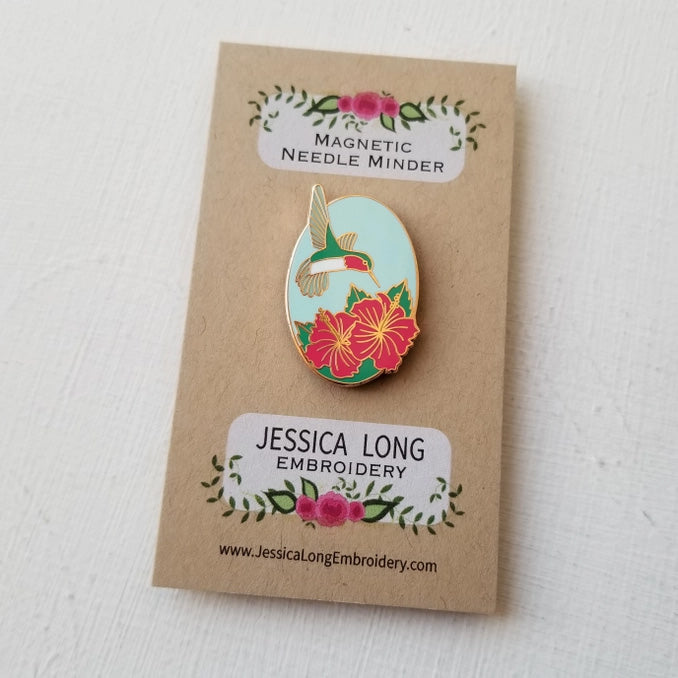 MAGNETIC
NEEDLE MINDER
JESSICA LONG
EMBROIDERY
www.JessicaLongEmbroidery.com